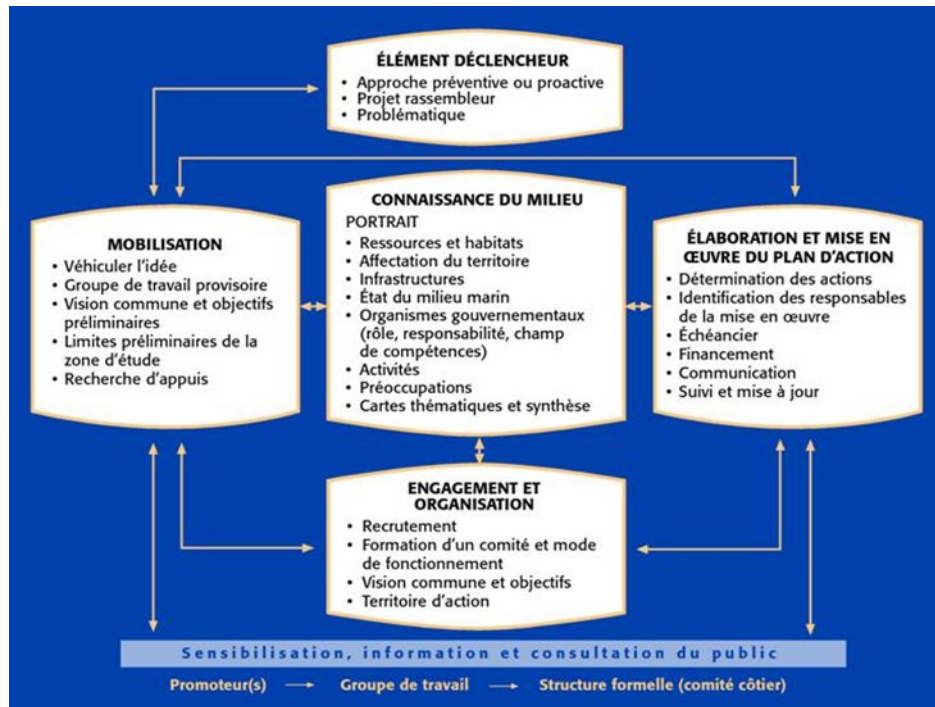 ÉLÉMENT DÉCLENCHEUR
• Approche préventive ou proactive
• Projet rassembleur
• Problématique
MOBILISATION
• Véhiculer l'idée
• Groupe de travail provisoire
• Vision commune et objectifs
préliminaires
• Limites préliminaires de la
zone d'étude
• Recherche d'appuis
CONNAISSANCE DU MILIEU
PORTRAIT
• Ressources et habitats
• Affectation du territoire
• Infrastructures
• État du milieu marin
• Organismes gouvernementaux
(rôle, responsabilité, champ
de compétences)
• Activités
• Préoccupations
• Cartes thématiques et synthèse
ÉLABORATION ET MISE EN
ŒUVRE DU PLAN D'ACTION
• Détermination des actions
• Identification des responsables
de la mise en œuvre
• Échéancier
• Financement
• Communication
• Suivi et mise à jour
ENGAGEMENT ET
ORGANISATION
• Recrutement
• Formation d'un comité et mode
de fonctionnement
• Vision commune et objectifs
• Territoire d'action
Sensibilisation, information et consultation du public
Promoteur(s) → Groupe de travail → Structure formelle (comité côtier)